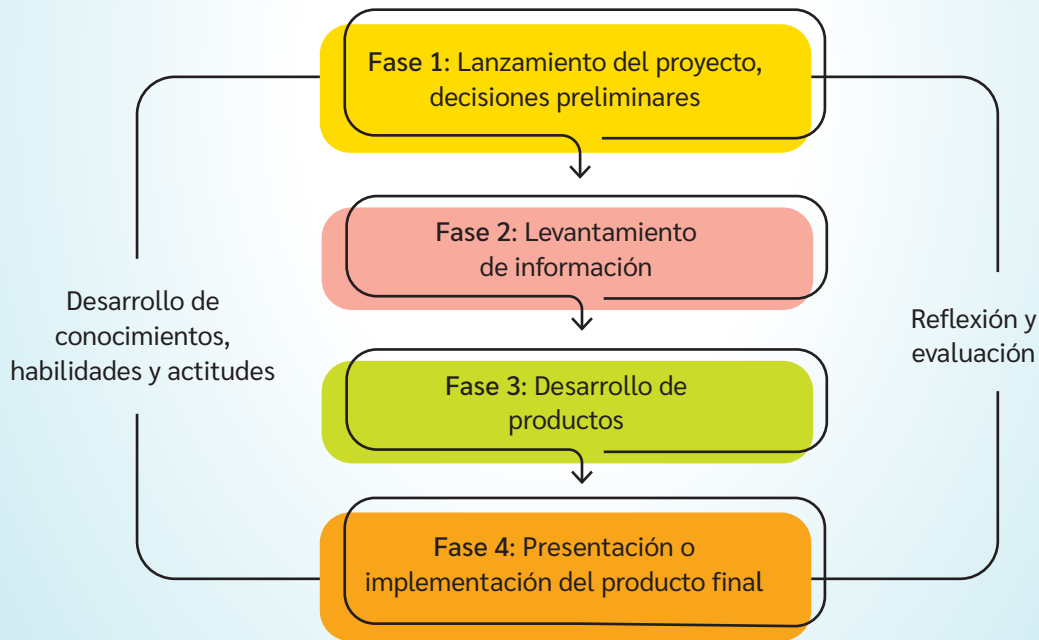 Fase 1: Lanzamiento del proyecto,
decisiones preliminares
Fase 2: Levantamiento
de información
Desarrollo de
conocimientos,
habilidades y actitudes
Reflexión y
evaluación
Fase 3: Desarrollo de
productos
Fase 4: Presentación o
implementación del producto final